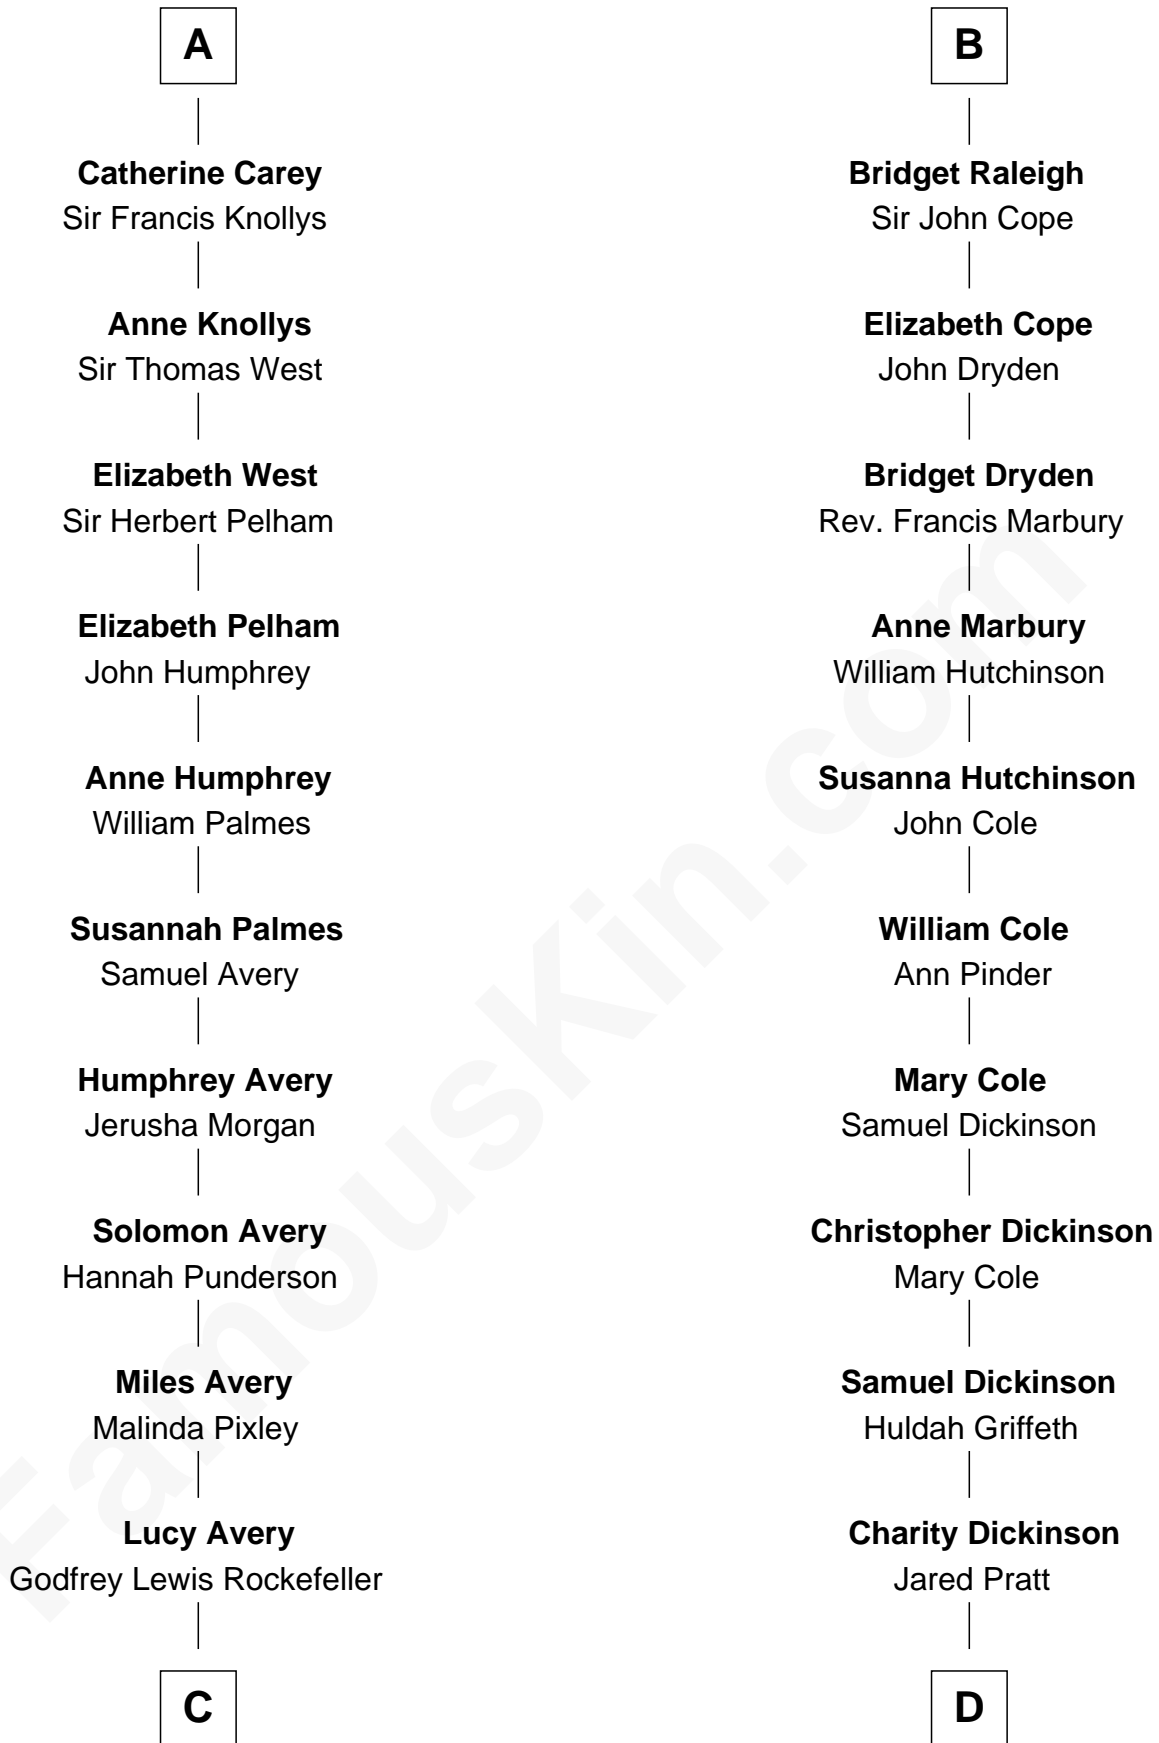 A
Catherine Carey
Sir Francis Knollys
Anne Knollys
Sir Thomas West
Elizabeth West
Sir Herbert Pelham
Elizabeth Pelham
John Humphrey
Anne Humphrey
William Palmes
Susannah Palmes
Samuel Avery
Humphrey Avery
Jerusha Morgan
Solomon Avery
Hannah Punderson
Miles Avery
Malinda Pixley
Lucy Avery
Godfrey Lewis Rockefeller
C
B
Bridget Raleigh
Sir John Cope
Elizabeth Cope
John Dryden
Bridget Dryden
Rev. Francis Marbury
Anne Marbury
William Hutchinson
Susanna Hutchinson
John Cole
William Cole
Ann Pinder
Mary Cole
Samuel Dickinson
Christopher Dickinson
Mary Cole
Samuel Dickinson
Huldah Griffeth
Charity Dickinson
Jared Pratt
D
FamousKin.com